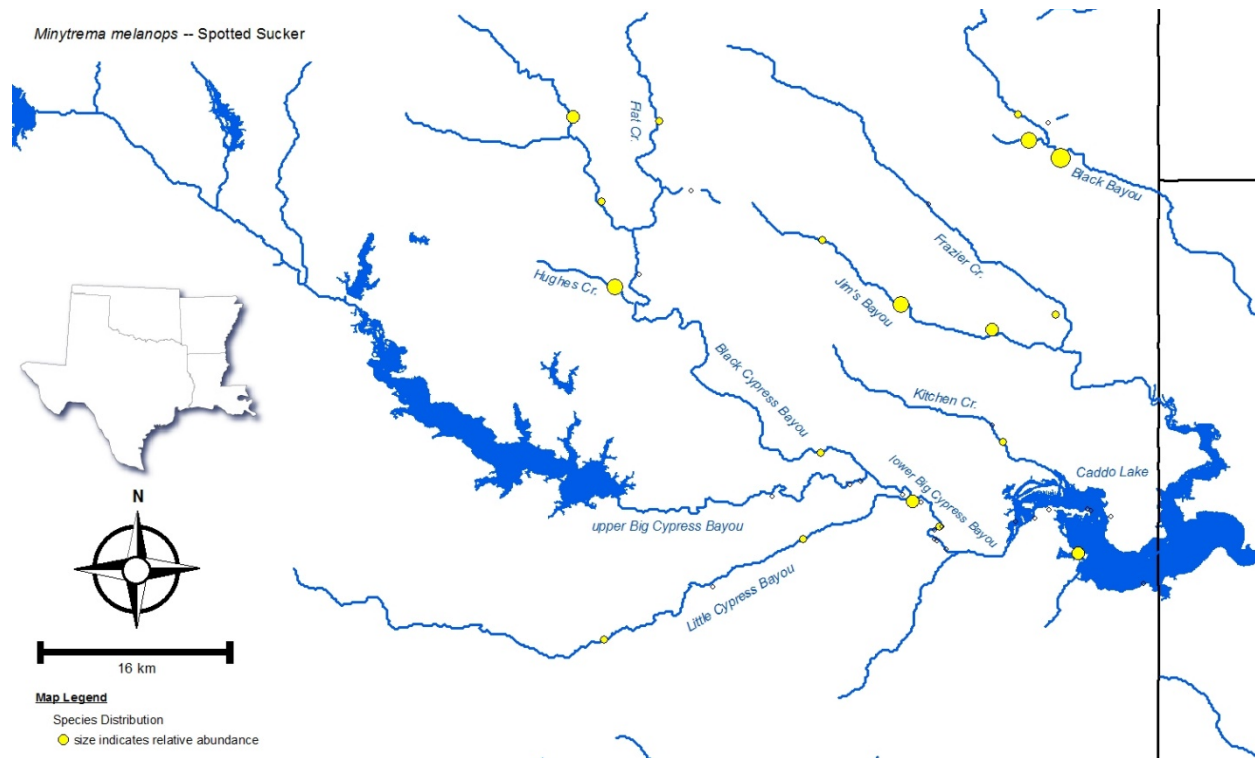 Minytrema melanops -- Spotted Sucker
Flat Cr.
Black Bayou
Frazier Cr.
Hughes Cr.
Jim's Bayou
Black Cypress Bayou
Kitchen Cr.
Caddo Lake
lower Big Cypress Bayou
upper Big Cypress Bayou
Little Cypress Bayou
N
16 km
Map Legend
Species Distribution
size indicates relative abundance